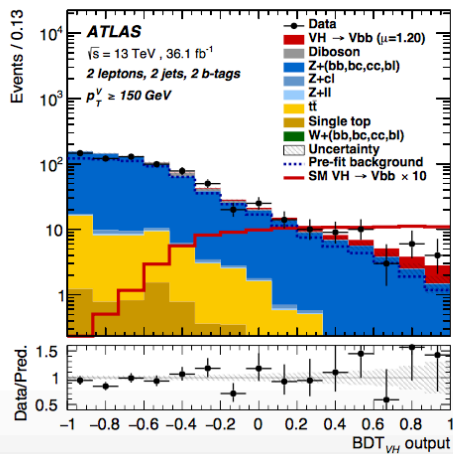 Events / 0.13
10⁴
10³
10²
10
1
ATLAS
√s = 13 TeV , 36.1 fb⁻¹
2 leptons, 2 jets, 2 b-tags
p_T^V ≥ 150 GeV
Data
VH → Vbb (μ=1.20)
Diboson
Z+(bb,bc,cc,bl)
Z+cl
Z+ll
tt̄
Single top
W+(bb,bc,cc,bl)
Uncertainty
Pre-fit background
SM VH → Vbb × 10
Data/Pred.
1.5
1
0.5
−1 −0.8 −0.6 −0.4 −0.2 0 0.2 0.4 0.6 0.8 1
BDT_VH output